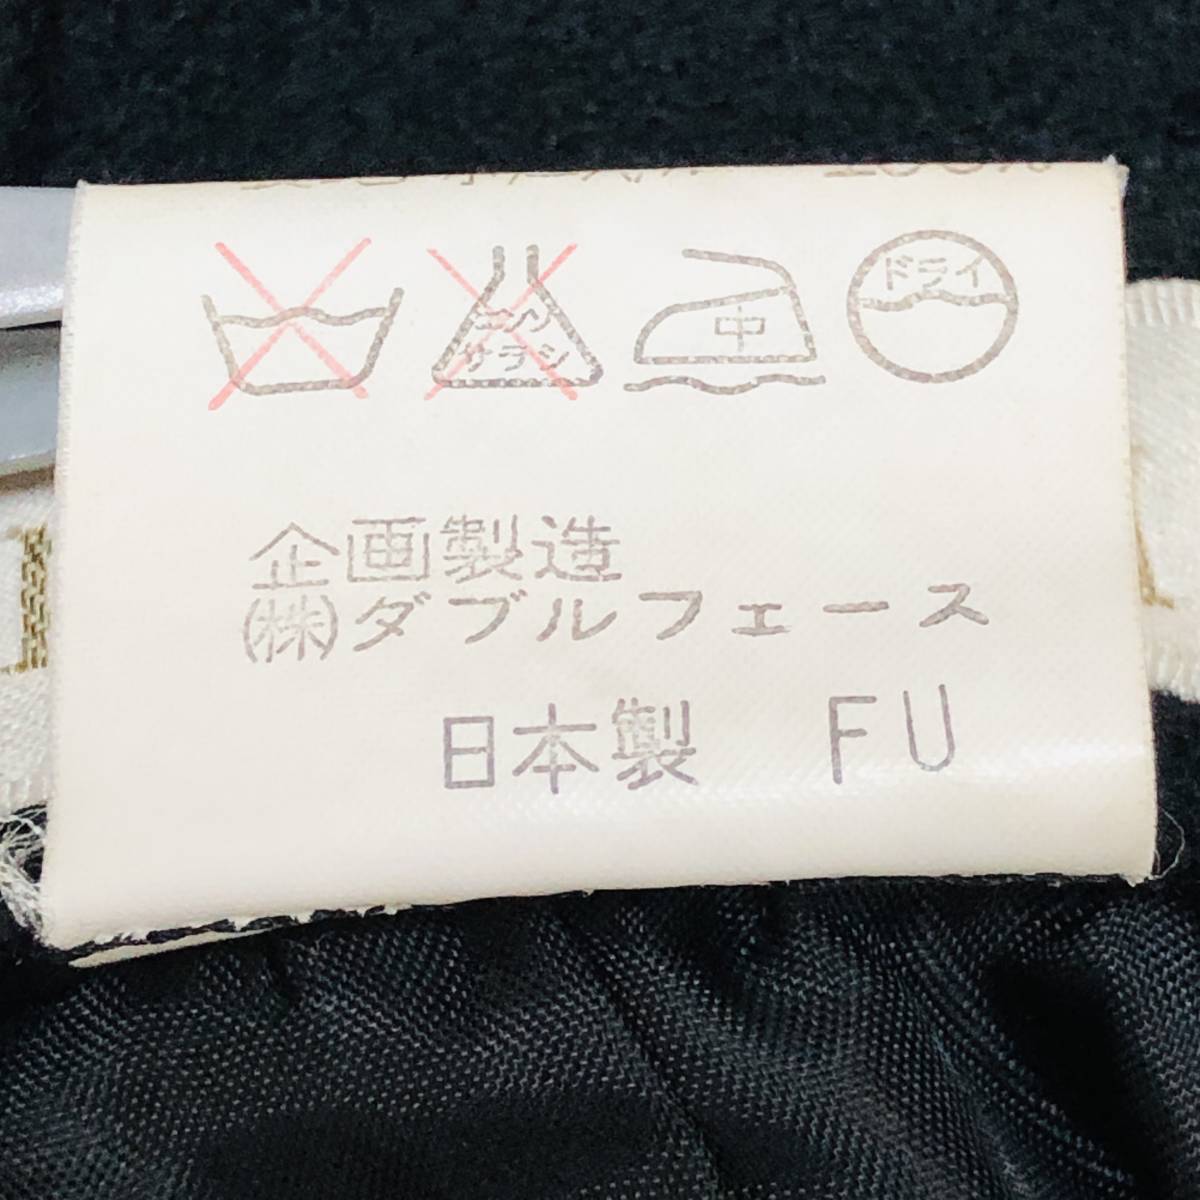 ドライ
エンソ
サラシ
中
企画製造
(株)ダブルフェース
日本製 FU